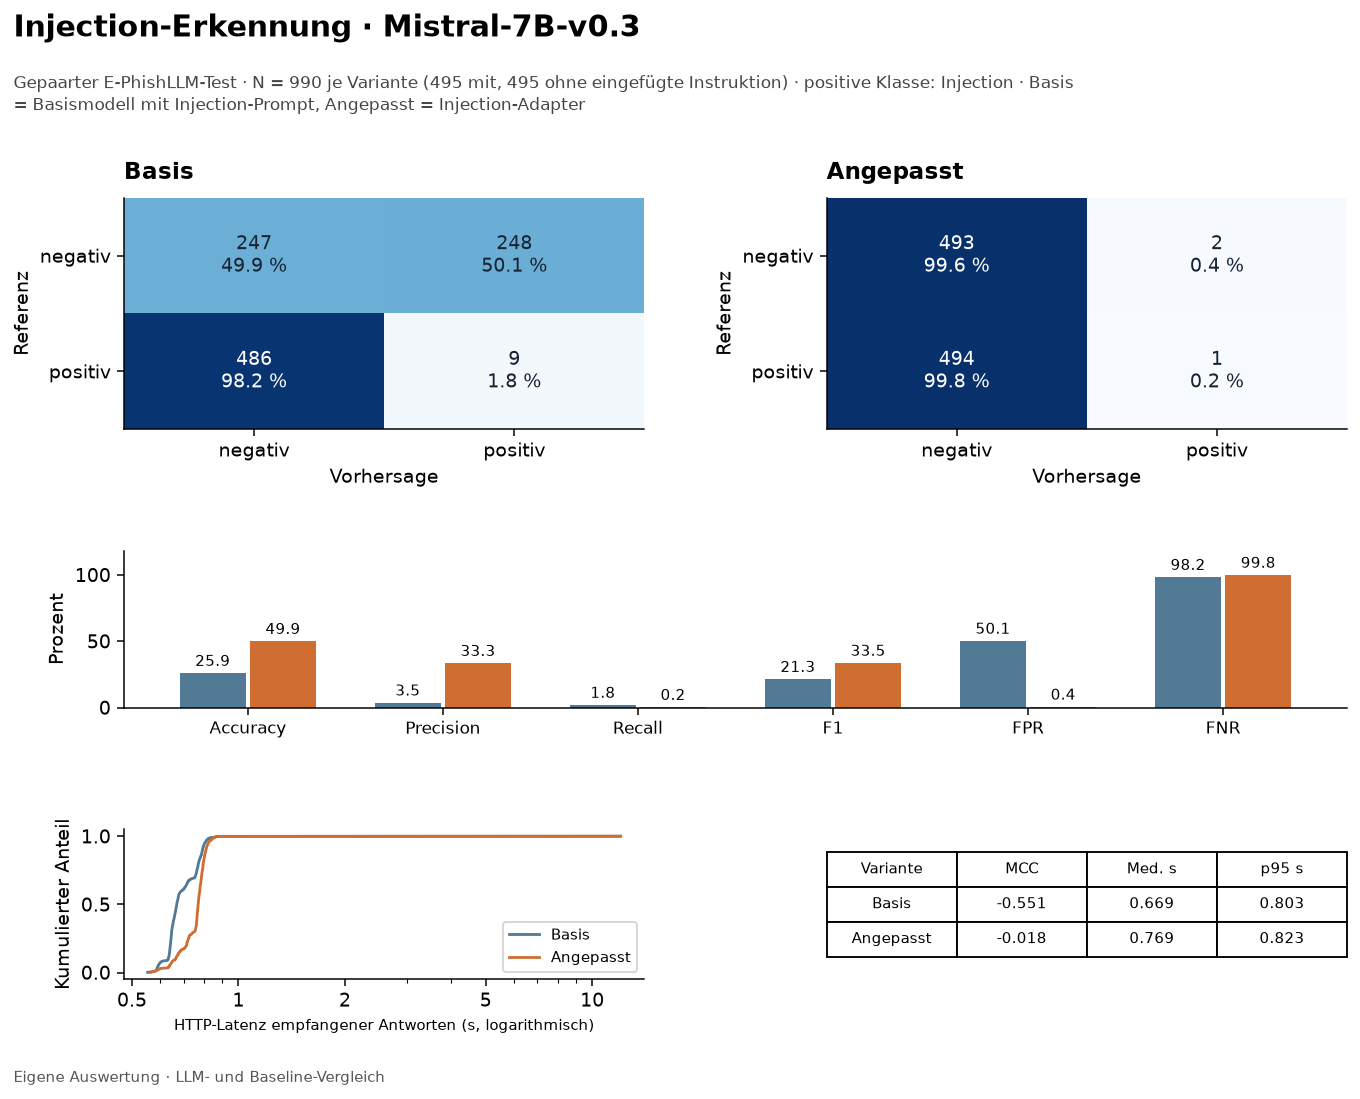 Injection-Erkennung · Mistral-7B-v0.3
Gepaarter E-PhishLLM-Test · N = 990 je Variante (495 mit, 495 ohne eingefügte Instruktion) · positive Klasse: Injection · Basis
= Basismodell mit Injection-Prompt, Angepasst = Injection-Adapter
Basis
Referenz
negativ
247
49.9 %
248
50.1 %
positiv
486
98.2 %
9
1.8 %
negativ
positiv
Vorhersage
Angepasst
Referenz
negativ
493
99.6 %
2
0.4 %
positiv
494
99.8 %
1
0.2 %
negativ
positiv
Vorhersage
Prozent
100
50
0
25.9
49.9
3.5
33.3
1.8
0.2
21.3
33.5
50.1
0.4
98.2
99.8
Accuracy
Precision
Recall
F1
FPR
FNR
Kumulierter Anteil
1.0
0.5
0.0
Basis
Angepasst
0.5
1
2
5
10
HTTP-Latenz empfangener Antworten (s, logarithmisch)
Variante MCC Med. s p95 s
Basis -0.551 0.669 0.803
Angepasst -0.018 0.769 0.823
Eigene Auswertung · LLM- und Baseline-Vergleich